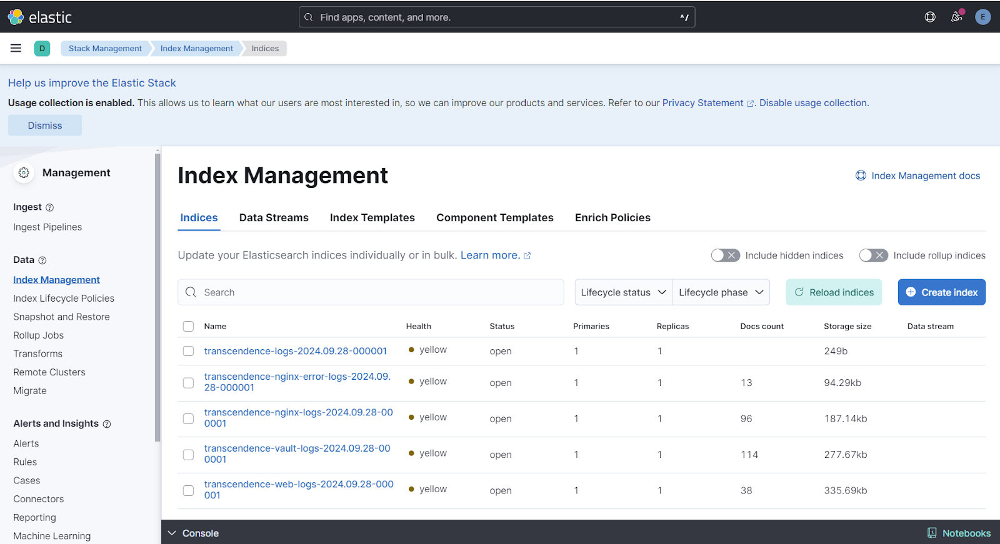 elastic
Find apps, content, and more.
^/
E
D
Stack Management
Index Management
Indices
Help us improve the Elastic Stack
Usage collection is enabled. This allows us to learn what our users are most interested in, so we can improve our products and services. Refer to our Privacy Statement. Disable usage collection.
Dismiss
Management
Ingest
Ingest Pipelines
Data
Index Management
Index Lifecycle Policies
Snapshot and Restore
Rollup Jobs
Transforms
Remote Clusters
Migrate
Alerts and Insights
Alerts
Rules
Cases
Connectors
Reporting
Machine Learning
Index Management
Index Management docs
Indices Data Streams Index Templates Component Templates Enrich Policies
Update your Elasticsearch indices individually or in bulk. Learn more.
Include hidden indices
Include rollup indices
Search
Lifecycle status
Lifecycle phase
Reload indices
Create index
Name Health Status Primaries Replicas Docs count Storage size Data stream
transcendence-logs-2024.09.28-000001 yellow open 1 1 249b
transcendence-nginx-error-logs-2024.09.
28-000001 yellow open 1 1 13 94.29kb
transcendence-nginx-logs-2024.09.28-00
0001 yellow open 1 1 96 187.14kb
transcendence-vault-logs-2024.09.28-00
0001 yellow open 1 1 114 277.67kb
transcendence-web-logs-2024.09.28-000
001 yellow open 1 1 38 335.69kb
Console
Notebooks